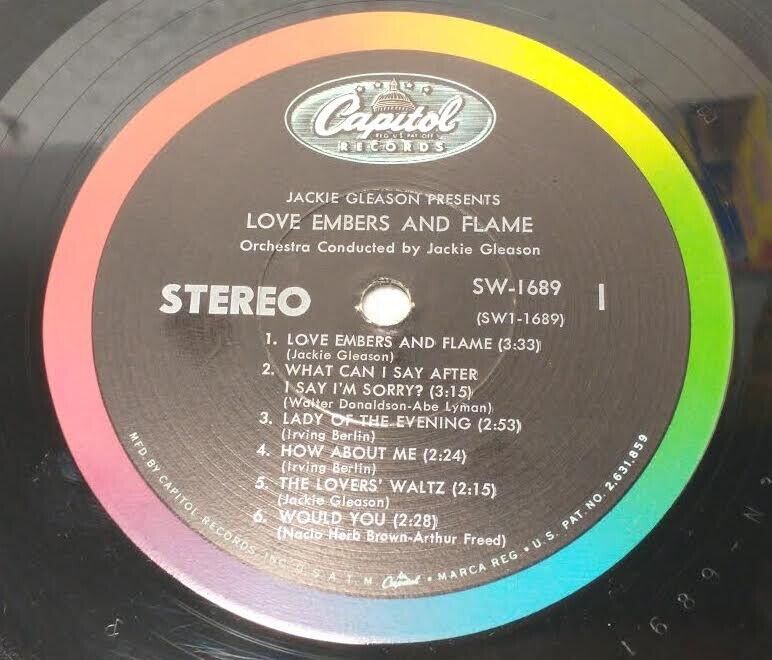 Capitol
REG. U.S. PAT. OFF.
RECORDS
JACKIE GLEASON PRESENTS
LOVE EMBERS AND FLAME
Orchestra Conducted by Jackie Gleason
STEREO
SW-1689
1
(SW1-1689)
1. LOVE EMBERS AND FLAME (3:33)
(Jackie Gleason)
2. WHAT CAN I SAY AFTER
I SAY I'M SORRY? (3:15)
(Walter Donaldson-Abe Lyman)
3. LADY OF THE EVENING (2:53)
(Irving Berlin)
4. HOW ABOUT ME (2:24)
(Irving Berlin)
5. THE LOVERS' WALTZ (2:15)
(Jackie Gleason)
6. WOULD YOU (2:28)
(Nacio Herb Brown-Arthur Freed)
MFD. BY CAPITOL RECORDS, INC. U.S.A. T.M. Capitol • MARCA REG. • U.S. PAT. NO. 2,631,859
1689-N